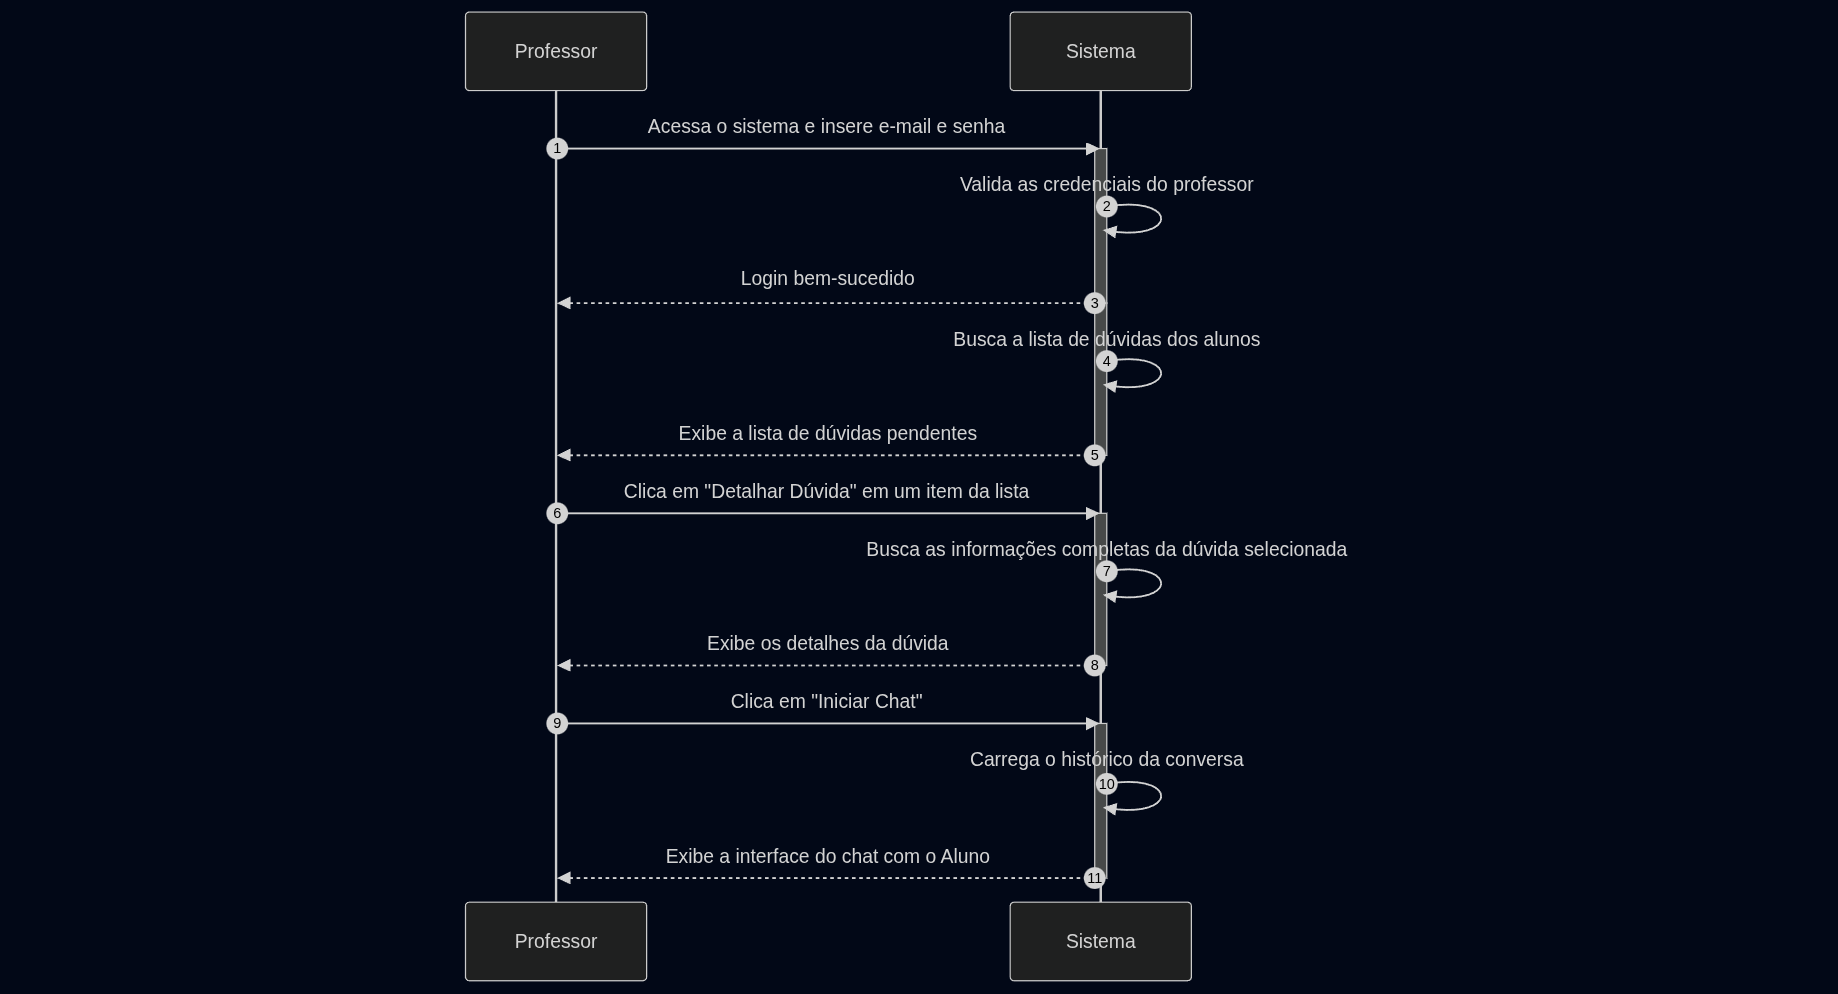 Professor
Sistema
Acessa o sistema e insere e-mail e senha
1
Valida as credenciais do professor
2
Login bem-sucedido
3
Busca a lista de dúvidas dos alunos
4
Exibe a lista de dúvidas pendentes
5
Clica em "Detalhar Dúvida" em um item da lista
6
Busca as informações completas da dúvida selecionada
7
Exibe os detalhes da dúvida
8
Clica em "Iniciar Chat"
9
Carrega o histórico da conversa
10
Exibe a interface do chat com o Aluno
11
Professor
Sistema